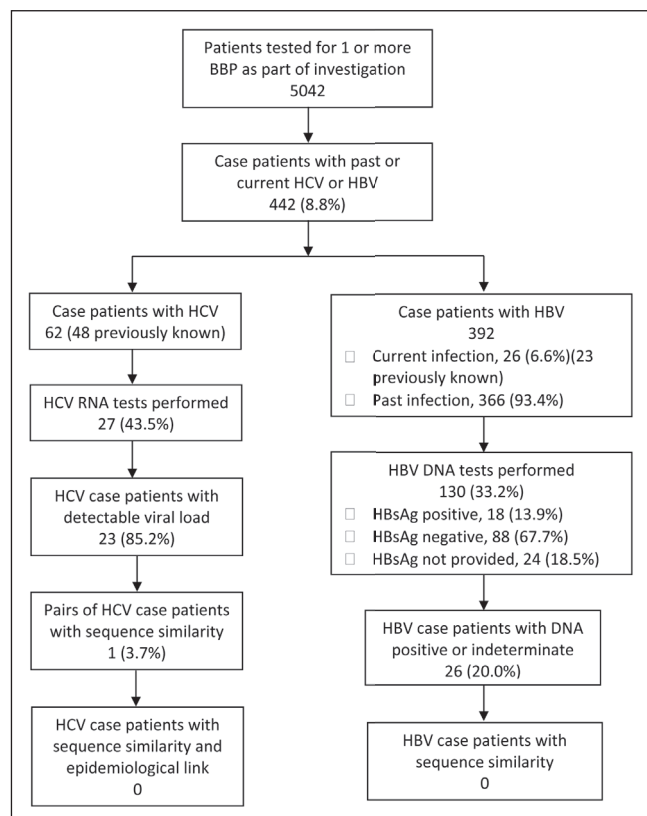 Patients tested for 1 or more
BBP as part of investigation
5042
Case patients with past or
current HCV or HBV
442 (8.8%)
Case patients with HCV
62 (48 previously known)
HCV RNA tests performed
27 (43.5%)
HCV case patients with
detectable viral load
23 (85.2%)
Pairs of HCV case patients
with sequence similarity
1 (3.7%)
HCV case patients with
sequence similarity and
epidemiological link
0
Case patients with HBV
392
Current infection, 26 (6.6%)(23
previously known)
Past infection, 366 (93.4%)
HBV DNA tests performed
130 (33.2%)
HBsAg positive, 18 (13.9%)
HBsAg negative, 88 (67.7%)
HBsAg not provided, 24 (18.5%)
HBV case patients with DNA
positive or indeterminate
26 (20.0%)
HBV case patients with
sequence similarity
0